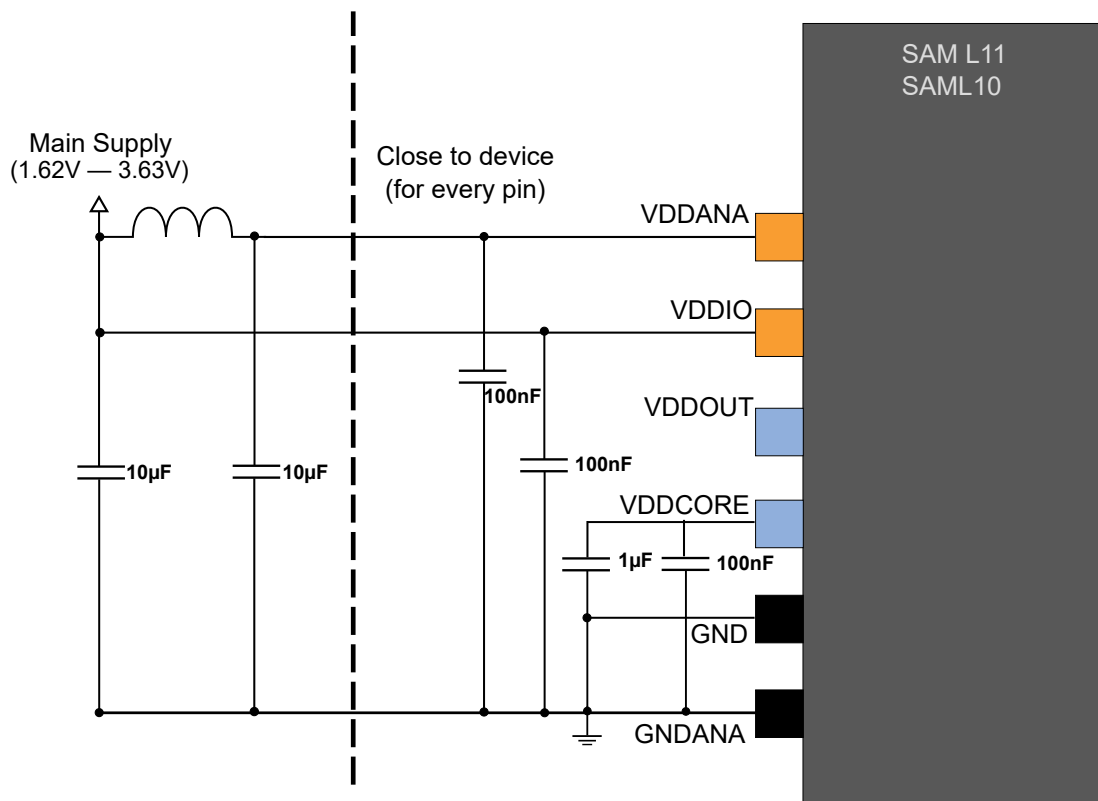 SAM L11
SAML10
Main Supply
(1.62V — 3.63V)
Close to device
(for every pin)
VDDANA
VDDIO
100nF
VDDOUT
10µF
10µF
100nF
VDDCORE
1µF
100nF
GND
GNDANA